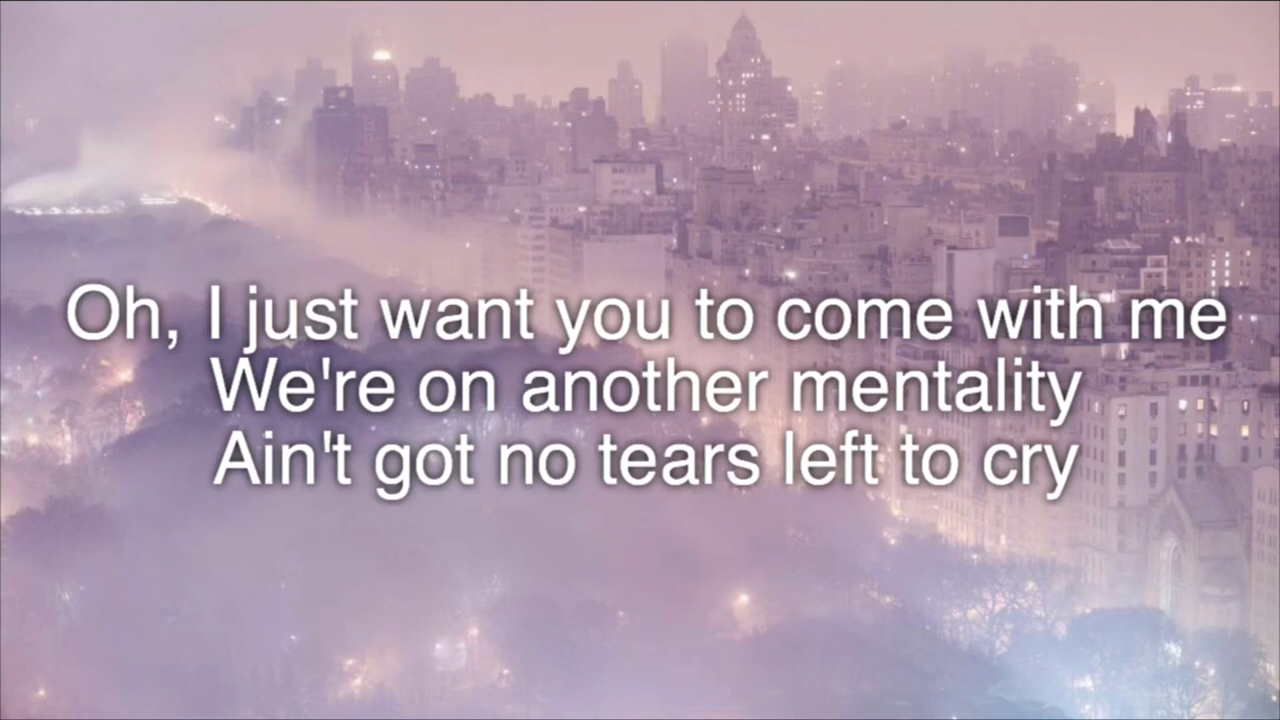 Oh, I just want you to come with me
We're on another mentality
Ain't got no tears left to cry